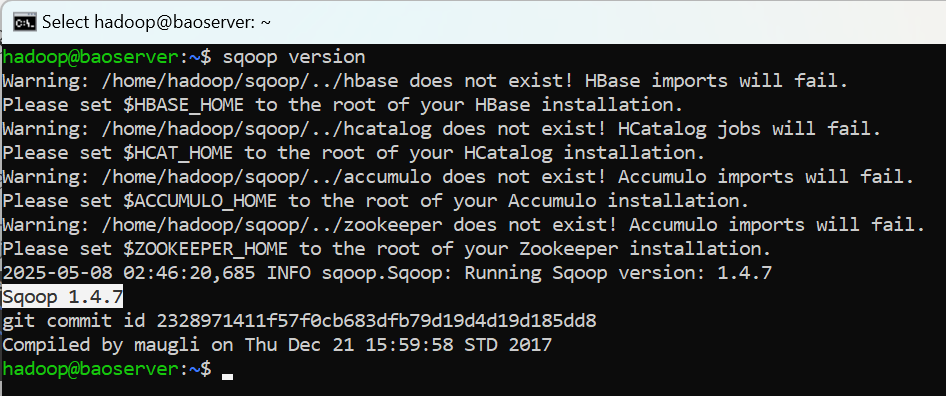 Select hadoop@baoserver: ~
hadoop@baoserver:~$ sqoop version
Warning: /home/hadoop/sqoop/../hbase does not exist! HBase imports will fail.
Please set $HBASE_HOME to the root of your HBase installation.
Warning: /home/hadoop/sqoop/../hcatalog does not exist! HCatalog jobs will fail.
Please set $HCAT_HOME to the root of your HCatalog installation.
Warning: /home/hadoop/sqoop/../accumulo does not exist! Accumulo imports will fail.
Please set $ACCUMULO_HOME to the root of your Accumulo installation.
Warning: /home/hadoop/sqoop/../zookeeper does not exist! Accumulo imports will fail.
Please set $ZOOKEEPER_HOME to the root of your Zookeeper installation.
2025-05-08 02:46:20,685 INFO sqoop.Sqoop: Running Sqoop version: 1.4.7
Sqoop 1.4.7
git commit id 2328971411f57f0cb683dfb79d19d4d19d185dd8
Compiled by maugli on Thu Dec 21 15:59:58 STD 2017
hadoop@baoserver:~$